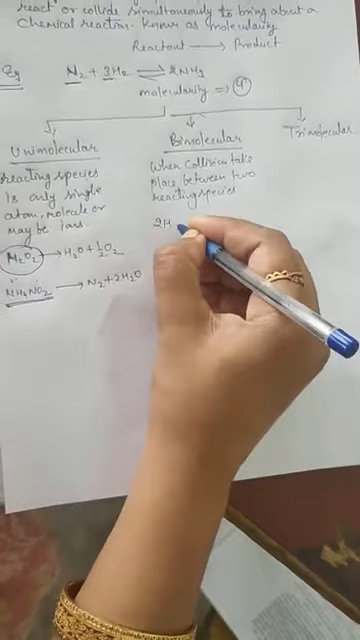 react or collide simultaneously to bring about a
Chemical reaction. known as molecularity
Reactant ⟶ Product
Eg N₂ + 3H₂ ⇌ 2NH₃
molecularity => 4
Unimolecular
reacting species
is only single
atom, molecule or
may be ions.
H₂O₂ → H₂O + 1/2 O₂
NH₄NO₂ → N₂ + 2H₂O
Bimolecular
When Collision take
place between two
reacting species
2H
Trimolecular